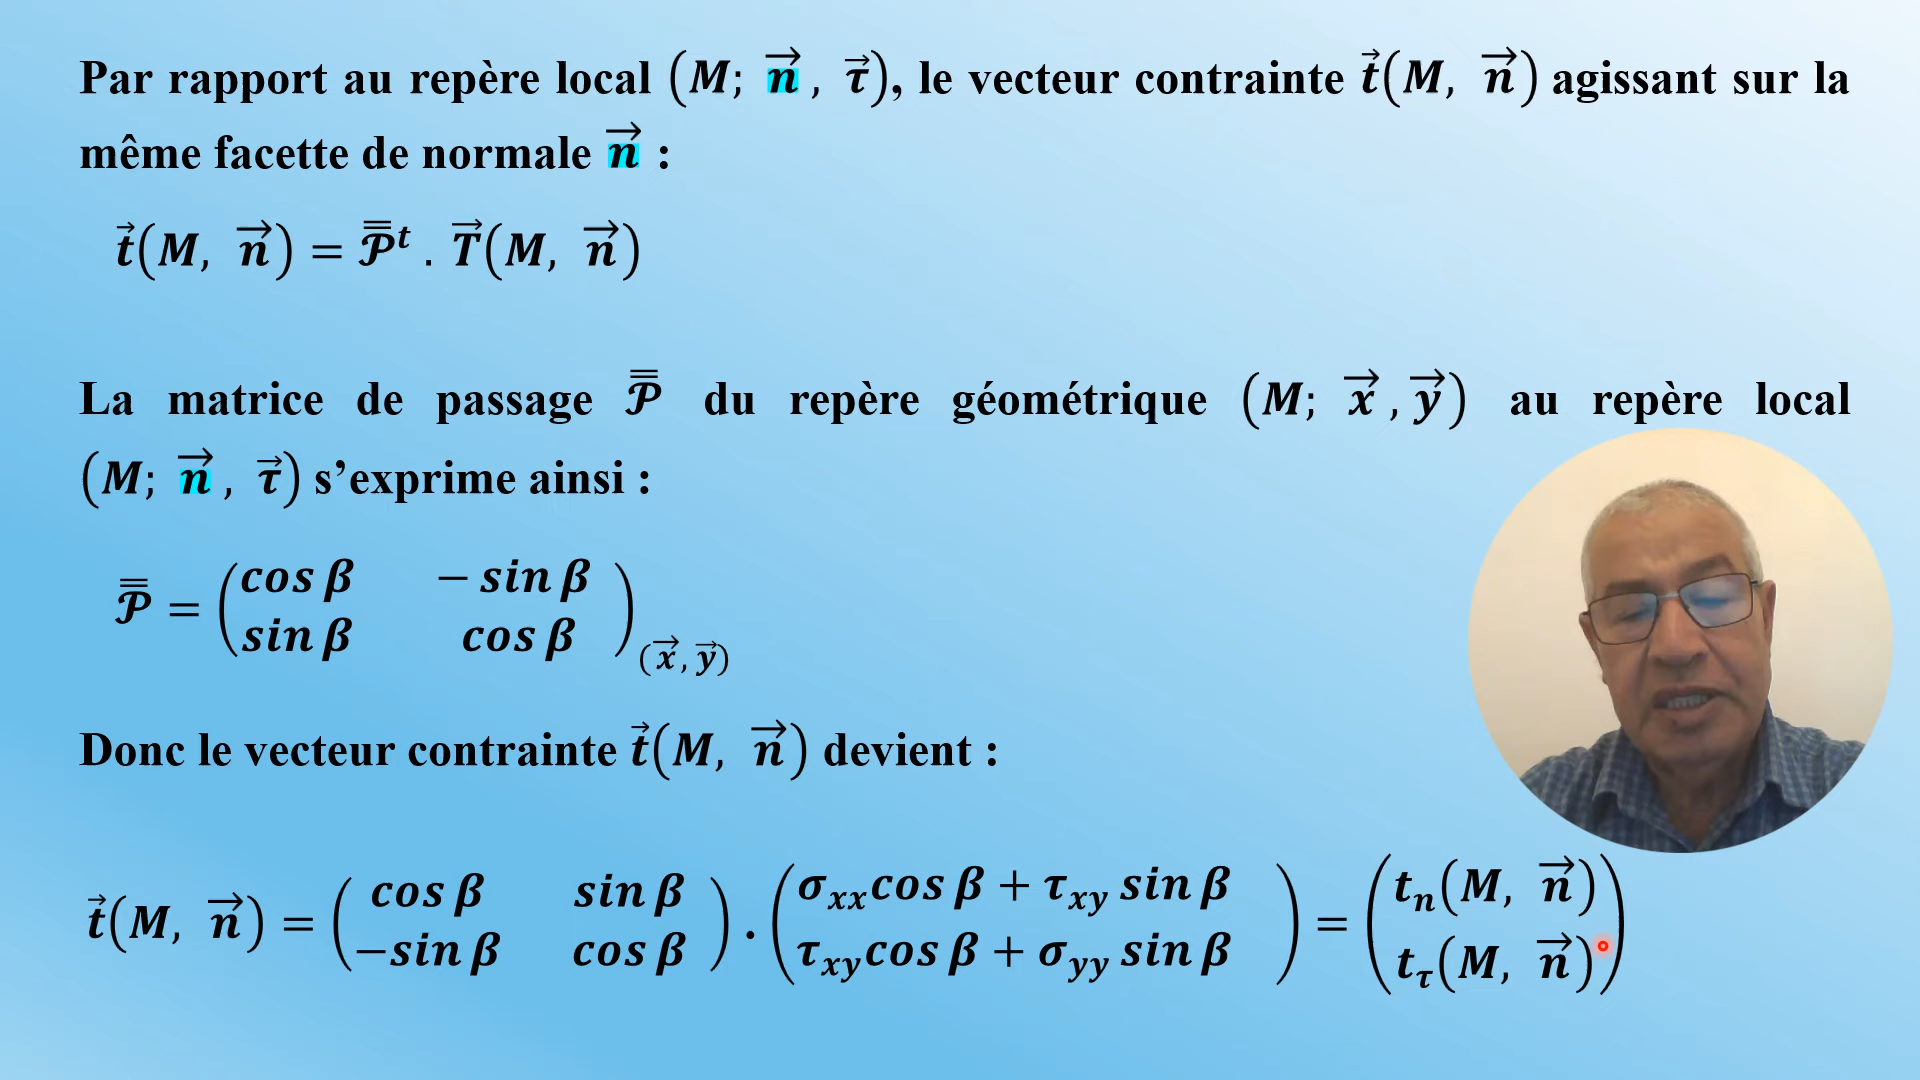 Par rapport au repère local (M; n⃗ , τ⃗), le vecteur contrainte t⃗(M, n⃗) agissant sur la
même facette de normale n⃗ :
t⃗(M, n⃗) = 𝒫̿ᵗ . T⃗(M, n⃗)
La matrice de passage 𝒫̿ du repère géométrique (M; x⃗ , y⃗) au repère local
(M; n⃗ , τ⃗) s’exprime ainsi :
𝒫̿ = (cos β − sin β
sin β cos β)(x⃗ , y⃗)
Donc le vecteur contrainte t⃗(M, n⃗) devient :
t⃗(M, n⃗) = (cos β sin β
−sin β cos β) . (σxx cos β + τxy sin β
τxy cos β + σyy sin β) = (tn(M, n⃗)
tτ(M, n⃗))